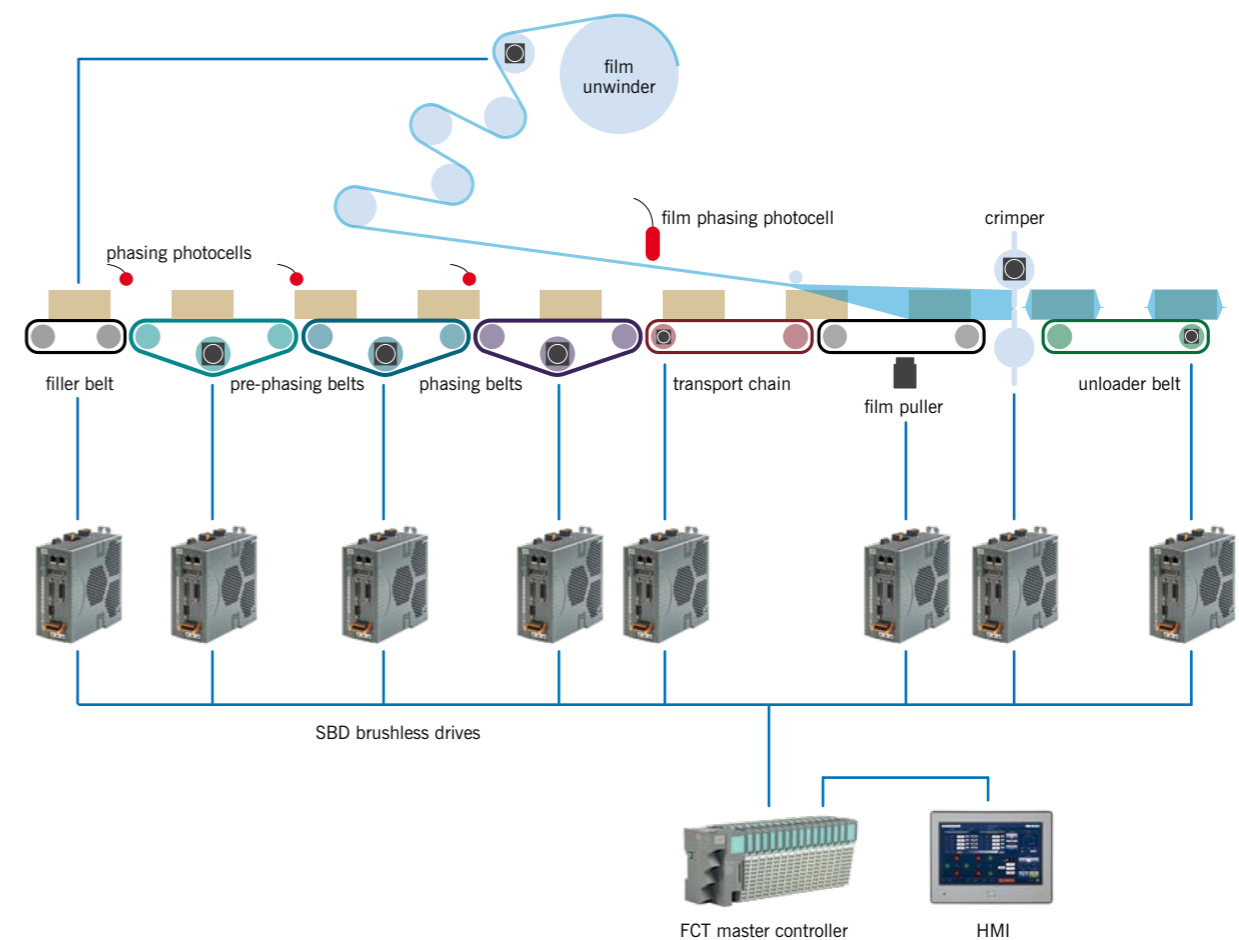 film
unwinder
film phasing photocell
crimper
phasing photocells
filler belt
pre-phasing belts
phasing belts
transport chain
unloader belt
film puller
SBD brushless drives
FCT master controller
HMI